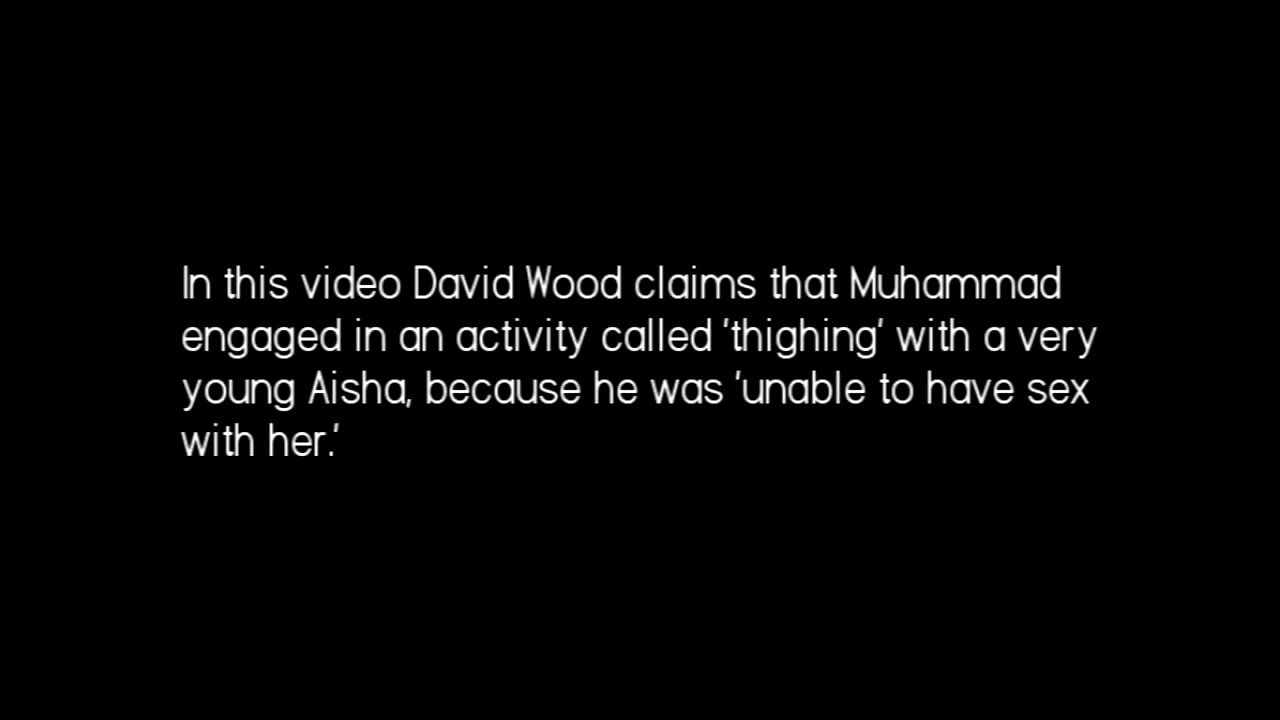 In this video David Wood claims that Muhammad
engaged in an activity called 'thighing' with a very
young Aisha, because he was 'unable to have sex
with her.'